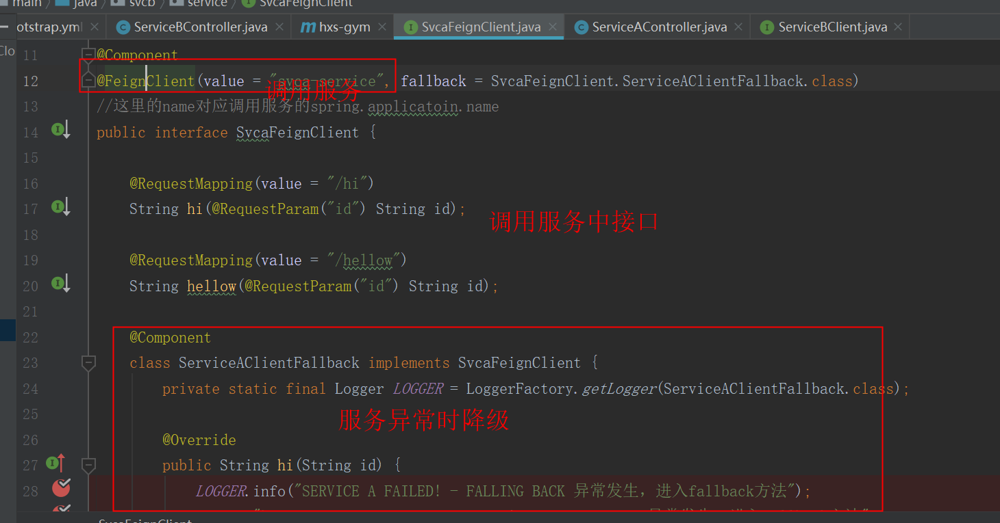 main java svcb service SvcaFeignClient
otstrap.yml ServiceBController.java hxs-gym SvcaFeignClient.java ServiceAController.java ServiceBClient.java
Clo
11 @Component
12 @FeignClient(value = "svca-service", fallback = SvcaFeignClient.ServiceAClientFallback.class)
调用服务
13 //这里的name对应调用服务的spring.applicatoin.name
14 public interface SvcaFeignClient {
15
16 @RequestMapping(value = "/hi")
17 String hi(@RequestParam("id") String id);
调用服务中接口
18
19 @RequestMapping(value = "/hellow")
20 String hellow(@RequestParam("id") String id);
21
22 @Component
23 class ServiceAClientFallback implements SvcaFeignClient {
24 private static final Logger LOGGER = LoggerFactory.getLogger(ServiceAClientFallback.class);
25
服务异常时降级
26 @Override
27 public String hi(String id) {
28 LOGGER.info("SERVICE A FAILED! - FALLING BACK 异常发生，进入fallback方法");
SvcaFeignClient